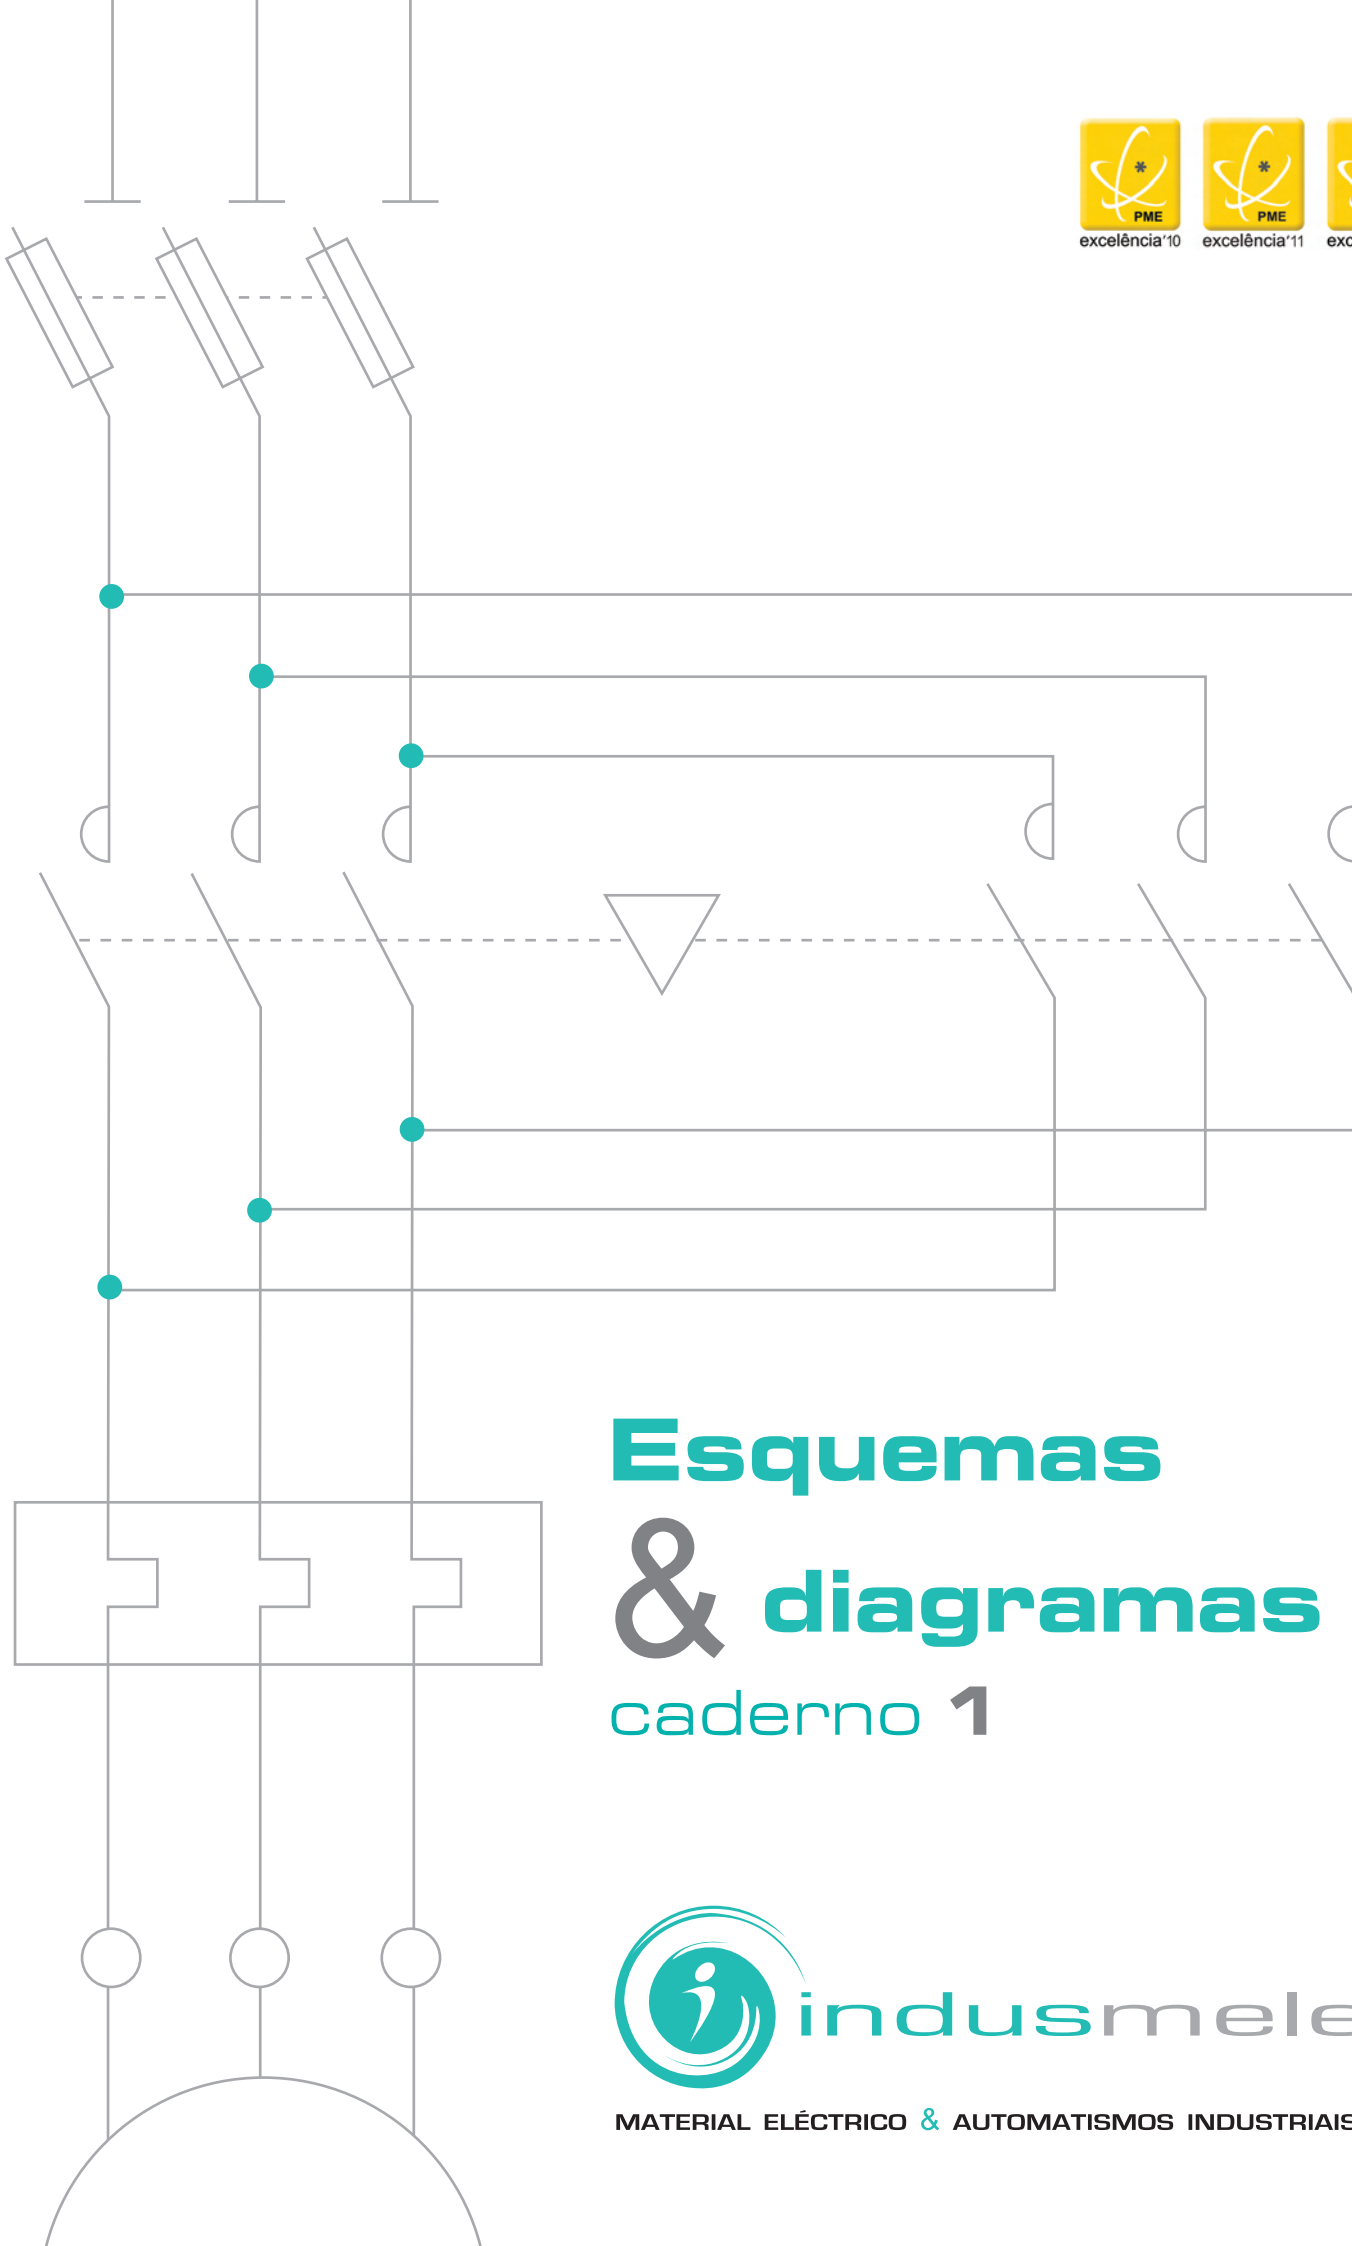 PME
excelência'10
PME
excelência'11
Esquemas
& diagramas
caderno 1
MATERIAL ELÉCTRICO & AUTOMATISMOS INDUSTRIAIS